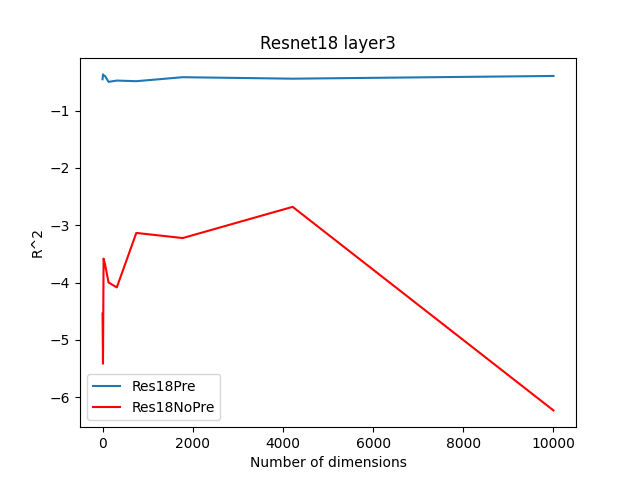 Resnet18 layer3
R^2
−1
−2
−3
−4
−5
−6
Res18Pre
Res18NoPre
0 2000 4000 6000 8000 10000
Number of dimensions